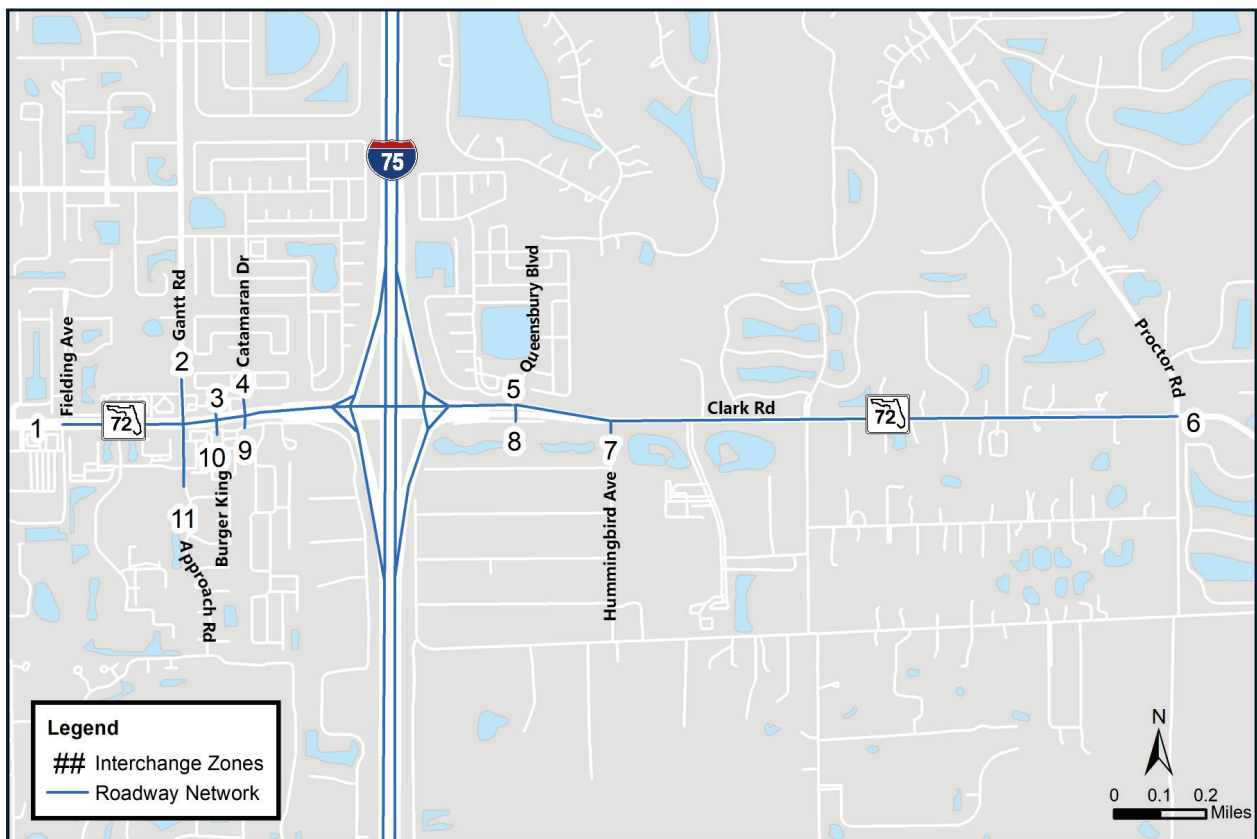 75
Proctor Rd
Queensbury Blvd
Catamaran Dr
Gantt Rd
Fielding Ave
2
4
3
5
1
72
Clark Rd
72
6
10
9
8
7
11
Burger King
Approach Rd
Hummingbird Ave
Legend
## Interchange Zones
Roadway Network
N
0 0.1 0.2
Miles